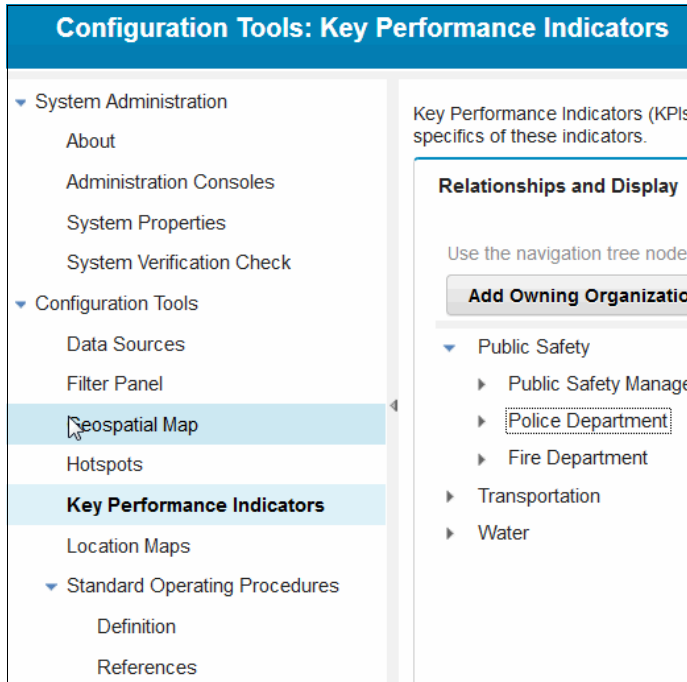 Configuration Tools: Key Performance Indicators
System Administration
About
Administration Consoles
System Properties
System Verification Check
Configuration Tools
Data Sources
Filter Panel
Geospatial Map
Hotspots
Key Performance Indicators
Location Maps
Standard Operating Procedures
Definition
References
Key Performance Indicators (KPIs
specifics of these indicators.
Relationships and Display
Use the navigation tree node
Add Owning Organizatio
Public Safety
Public Safety Manage
Police Department
Fire Department
Transportation
Water